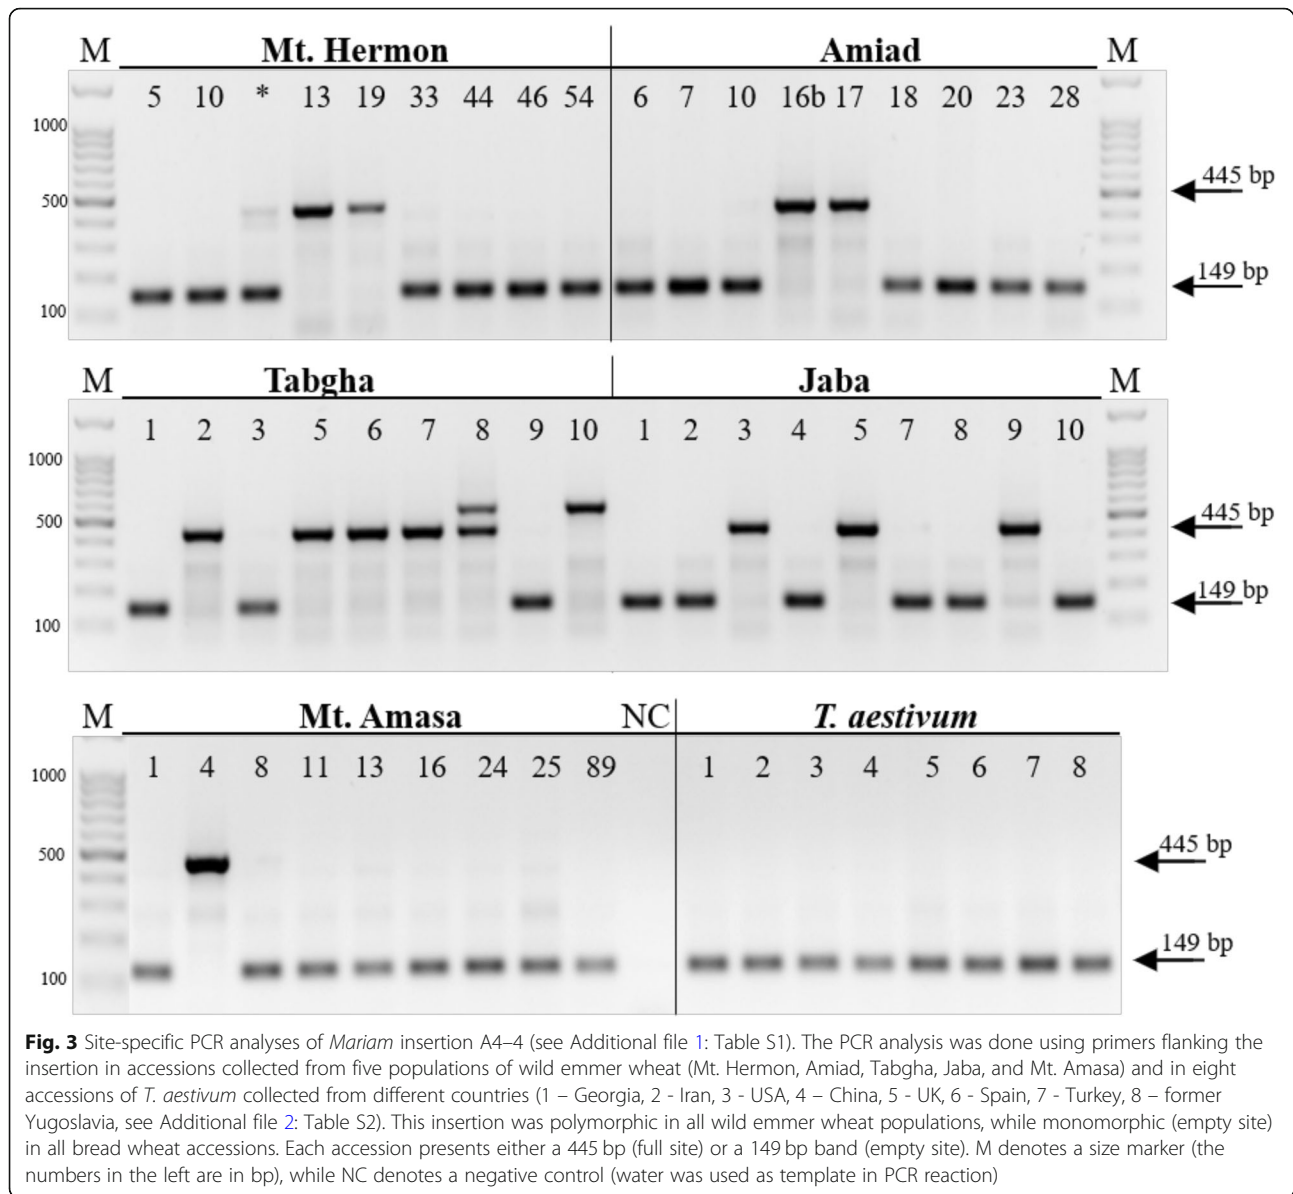 M Mt. Hermon Amiad M
5 10 * 13 19 33 44 46 54 6 7 10 16b 17 18 20 23 28
1000
445 bp
500
149 bp
100
M Tabgha Jaba M
1 2 3 5 6 7 8 9 10 1 2 3 4 5 7 8 9 10
1000
500
445 bp
149 bp
100
M Mt. Amasa NC T. aestivum
1 4 8 11 13 16 24 25 89 1 2 3 4 5 6 7 8
1000
445 bp
500
149 bp
100
Fig. 3 Site-specific PCR analyses of Mariam insertion A4–4 (see Additional file 1: Table S1). The PCR analysis was done using primers flanking the
insertion in accessions collected from five populations of wild emmer wheat (Mt. Hermon, Amiad, Tabgha, Jaba, and Mt. Amasa) and in eight
accessions of T. aestivum collected from different countries (1 – Georgia, 2 - Iran, 3 - USA, 4 – China, 5 - UK, 6 - Spain, 7 - Turkey, 8 – former
Yugoslavia, see Additional file 2: Table S2). This insertion was polymorphic in all wild emmer wheat populations, while monomorphic (empty site)
in all bread wheat accessions. Each accession presents either a 445 bp (full site) or a 149 bp band (empty site). M denotes a size marker (the
numbers in the left are in bp), while NC denotes a negative control (water was used as template in PCR reaction)